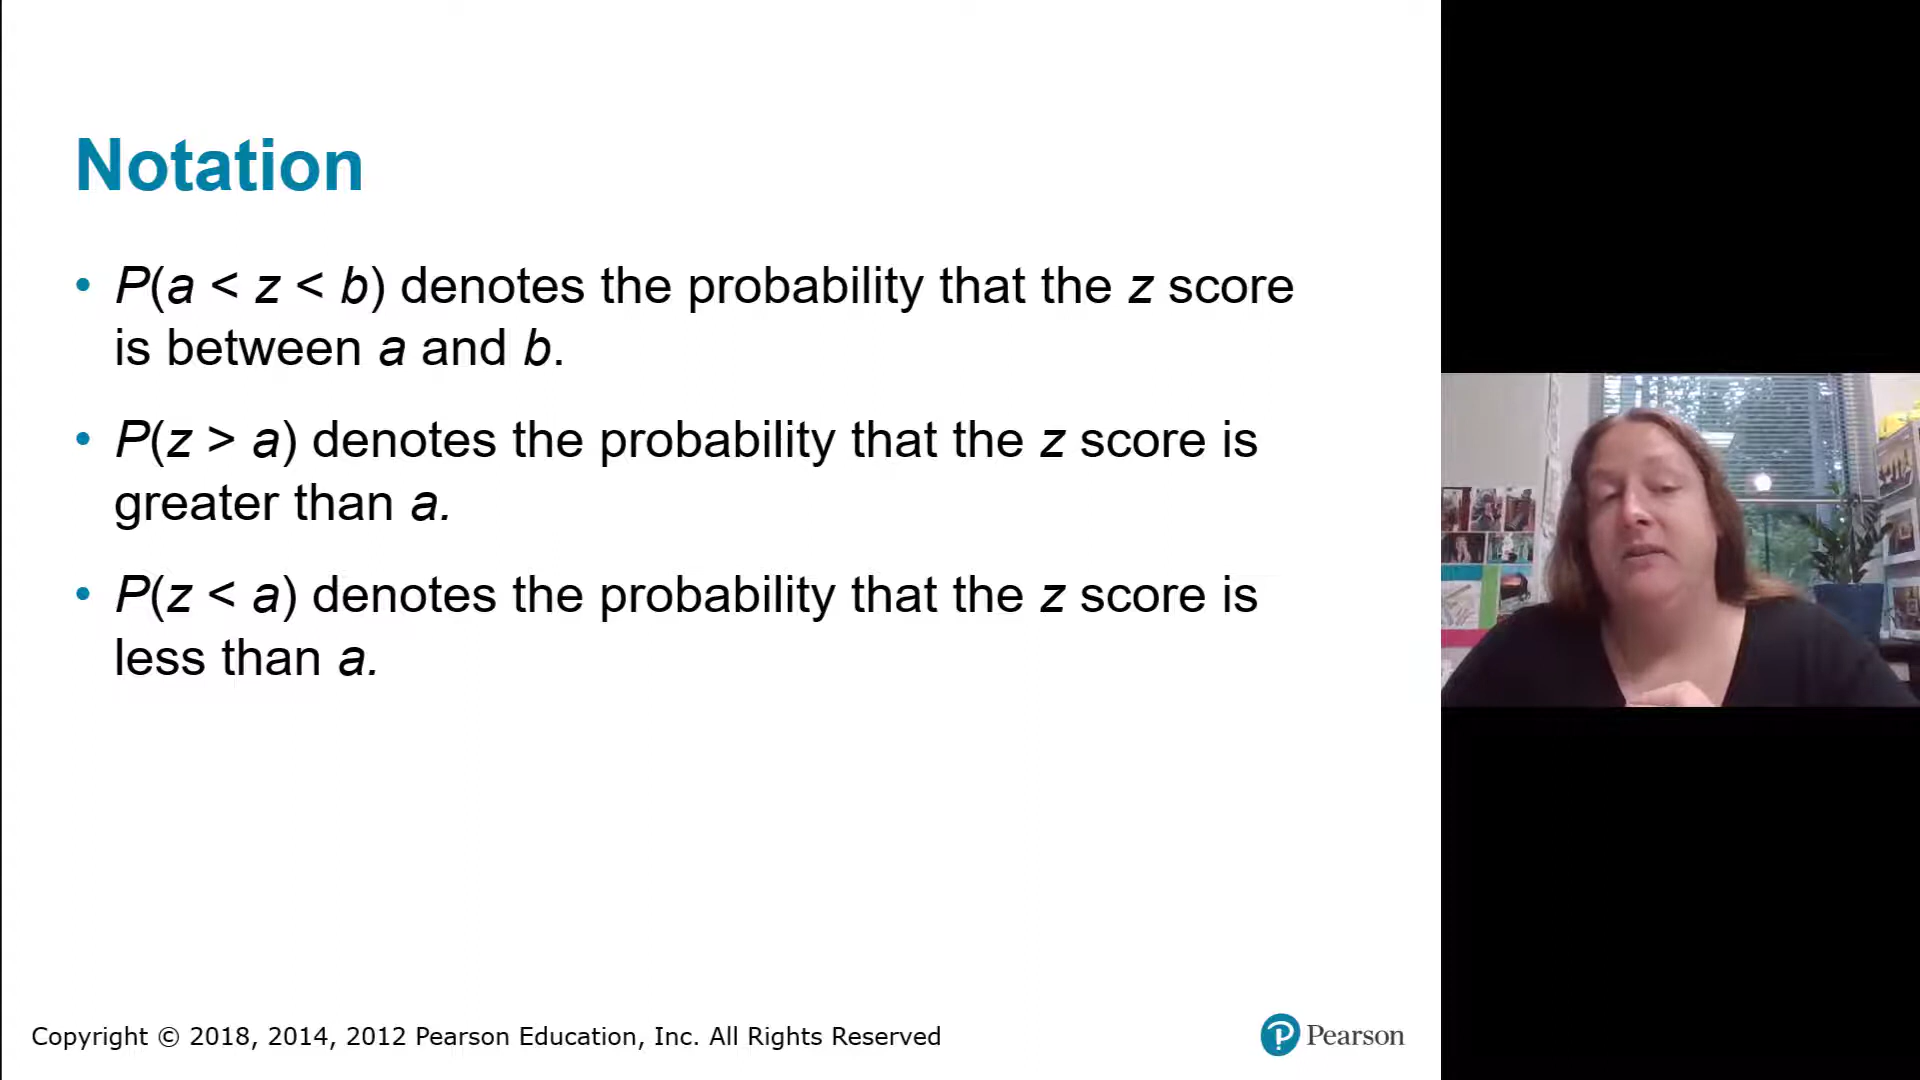 Notation
• P(a < z < b) denotes the probability that the z score
is between a and b.
• P(z > a) denotes the probability that the z score is
greater than a.
• P(z < a) denotes the probability that the z score is
less than a.
Copyright © 2018, 2014, 2012 Pearson Education, Inc. All Rights Reserved
Pearson